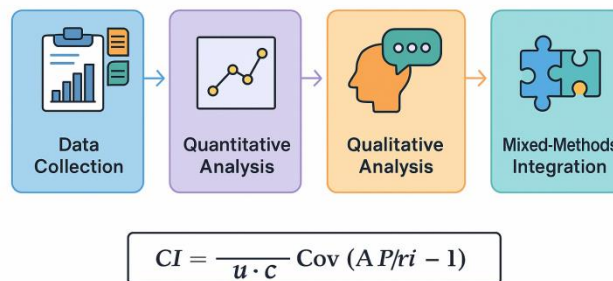 Data
Collection
Quantitative
Analysis
Qualitative
Analysis
Mixed-Methods
Integration
CI = ─── Cov (A P/ri − 1)
u · c